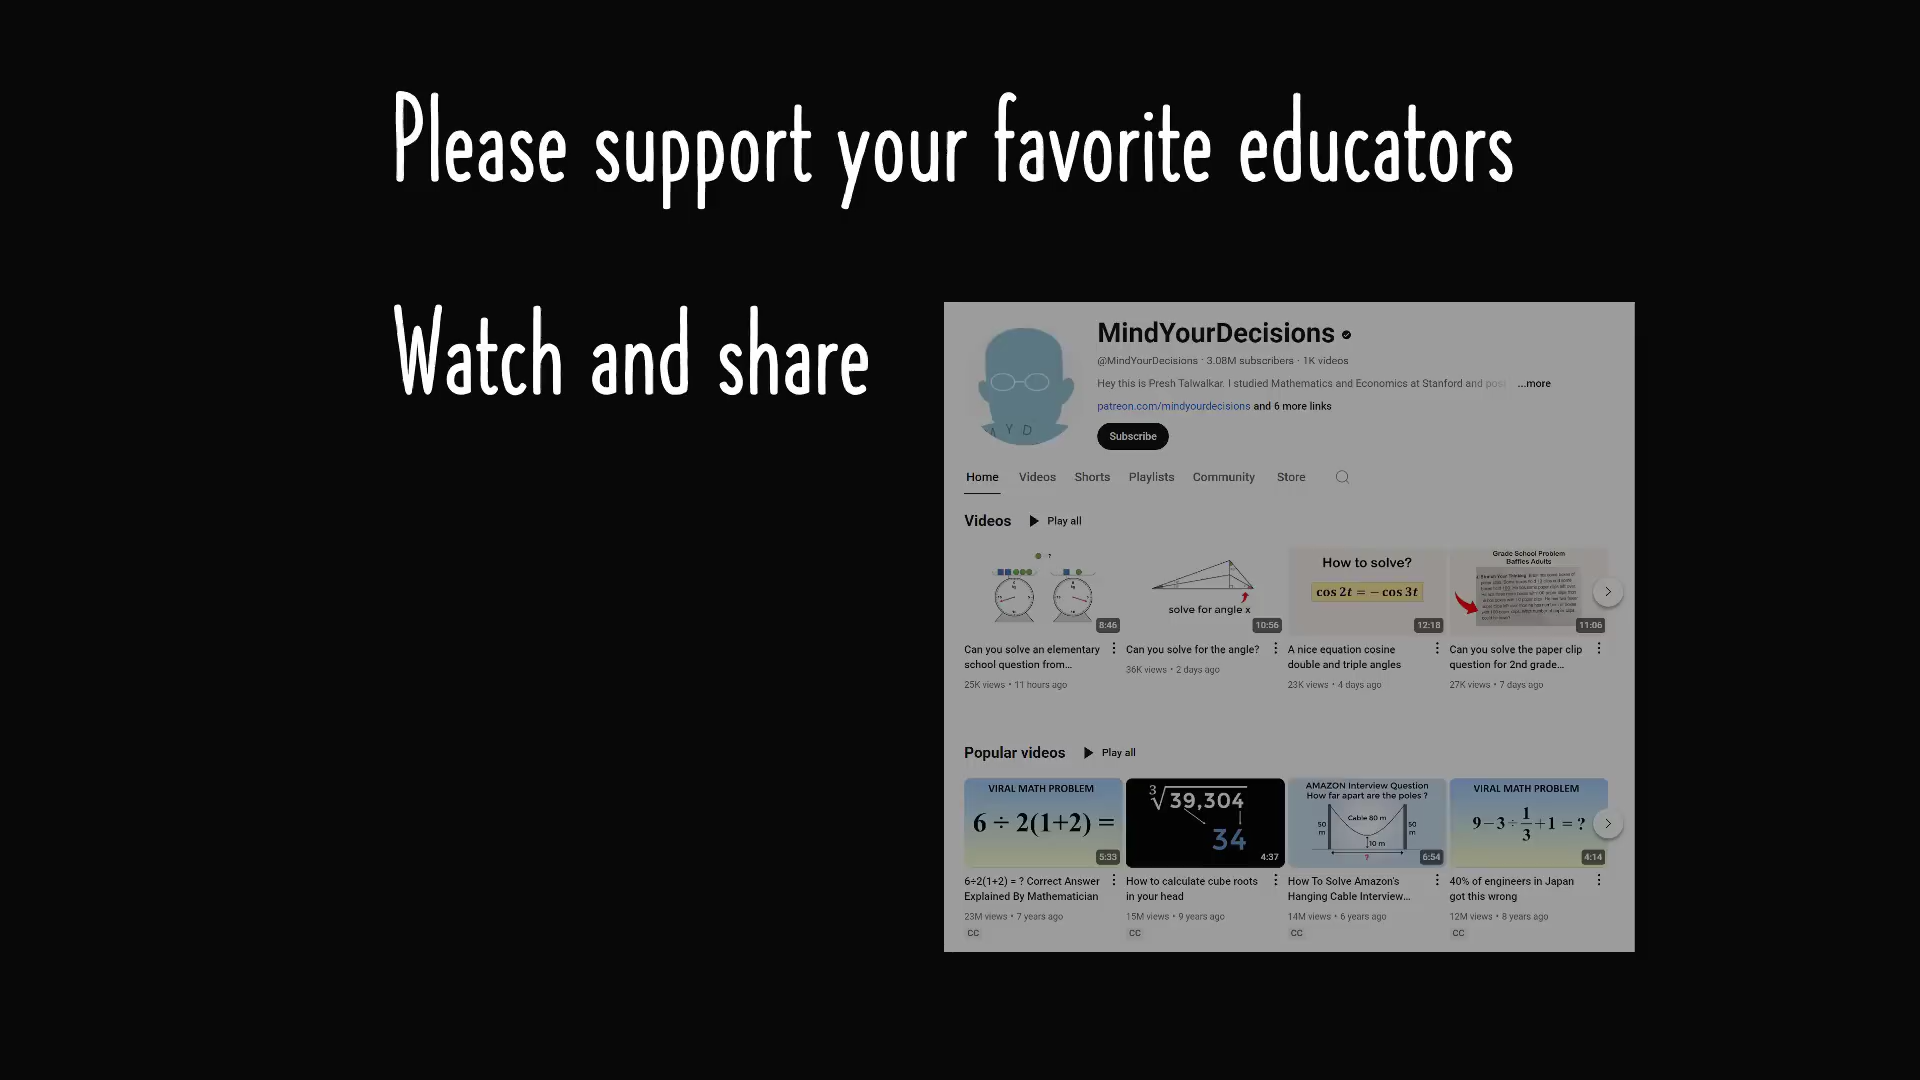 Please support your favorite educators
Watch and share
MindYourDecisions
@MindYourDecisions · 3.08M subscribers · 1K videos
Hey this is Presh Talwalkar. I studied Mathematics and Economics at Stanford and ...more
patreon.com/mindyourdecisions and 6 more links
Subscribe
Home Videos Shorts Playlists Community Store
Videos Play all
?
8:46
solve for angle x
10:56
How to solve?
cos 2t = − cos 3t
12:18
Grade School Problem
Baffles Adults
11:06
Can you solve an elementary
school question from...
25K views • 11 hours ago
Can you solve for the angle?
36K views • 2 days ago
A nice equation cosine
double and triple angles
23K views • 4 days ago
Can you solve the paper clip
question for 2nd grade...
27K views • 7 days ago
Popular videos Play all
VIRAL MATH PROBLEM
6 ÷ 2(1+2) =
5:33
∛39,304
34
4:37
AMAZON Interview Question
How far apart are the poles ?
50 m
Cable 80 m
50 m
10 m
?
6:54
VIRAL MATH PROBLEM
9−3÷1/3+1 = ?
4:14
6÷2(1+2) = ? Correct Answer
Explained By Mathematician
23M views • 7 years ago
CC
How to calculate cube roots
in your head
15M views • 9 years ago
CC
How To Solve Amazon's
Hanging Cable Interview...
14M views • 6 years ago
CC
40% of engineers in Japan
got this wrong
12M views • 8 years ago
CC